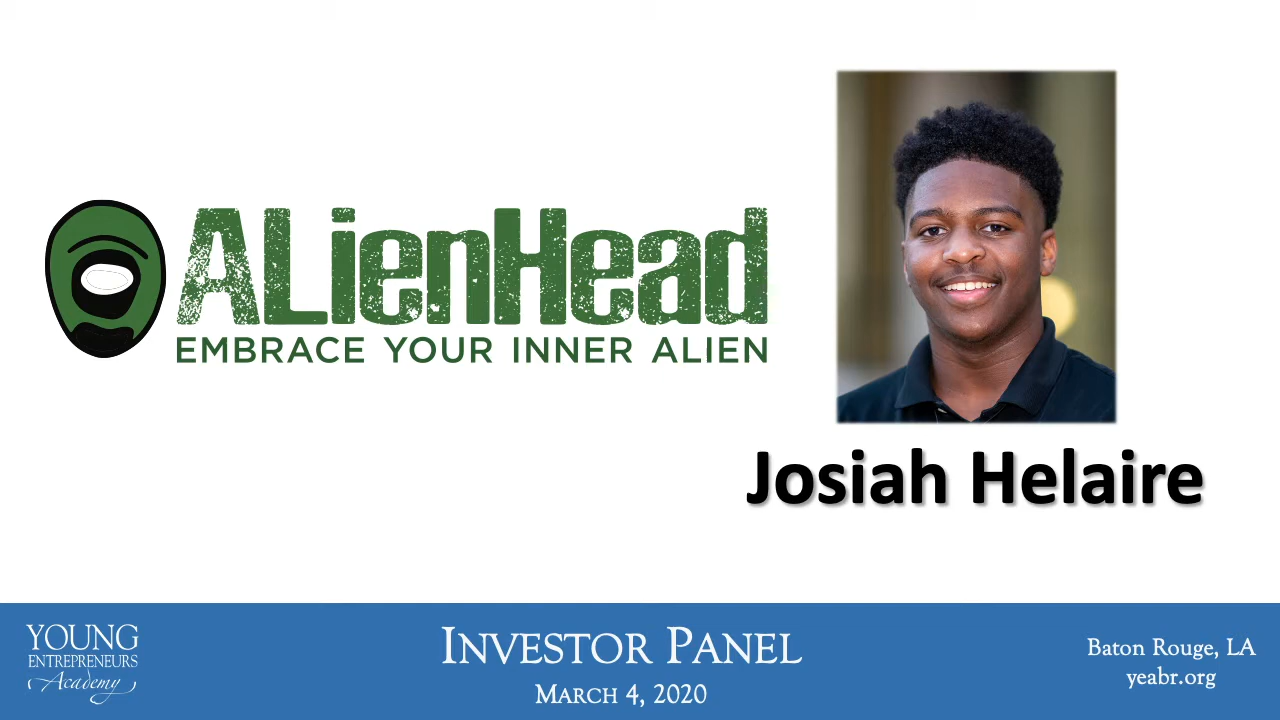 ALienHead
EMBRACE YOUR INNER ALIEN
Josiah Helaire
YOUNG
ENTREPRENEURS
Academy
INVESTOR PANEL
MARCH 4, 2020
Baton Rouge, LA
yeabr.org